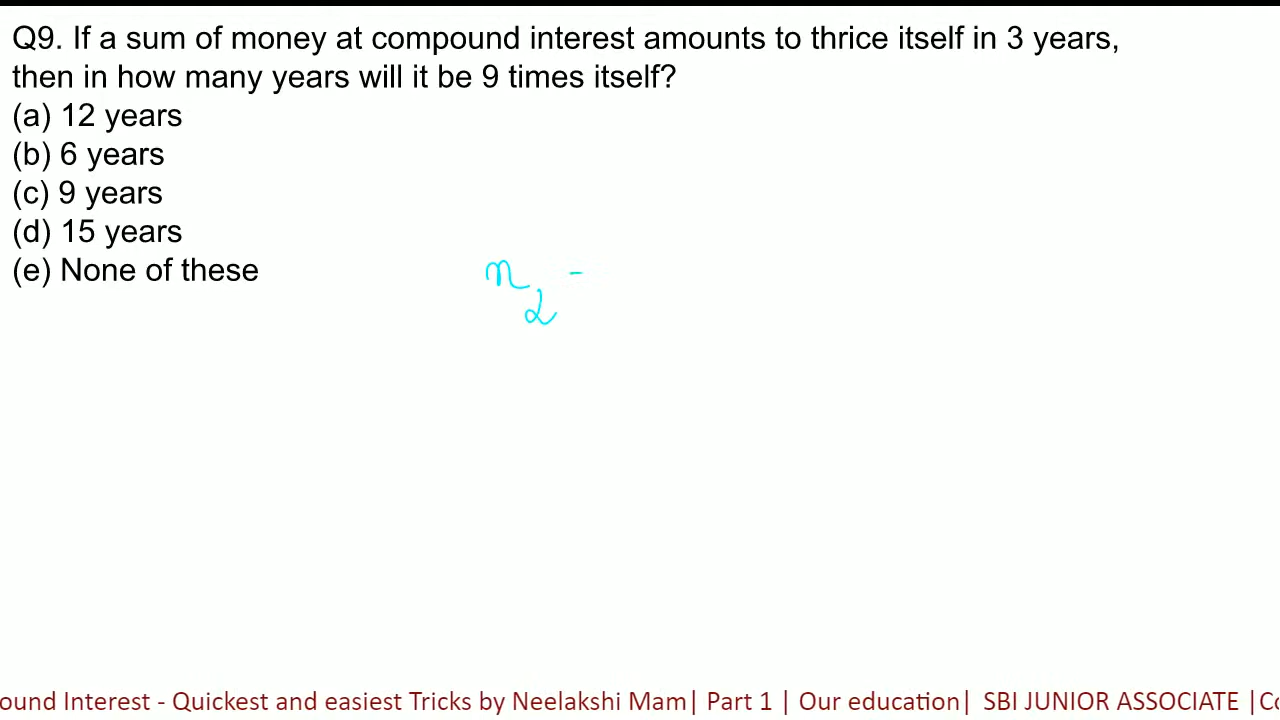 Q9. If a sum of money at compound interest amounts to thrice itself in 3 years,
then in how many years will it be 9 times itself?
(a) 12 years
(b) 6 years
(c) 9 years
(d) 15 years
(e) None of these
n₂ -
ound Interest - Quickest and easiest Tricks by Neelakshi Mam| Part 1 | Our education| SBI JUNIOR ASSOCIATE |Co